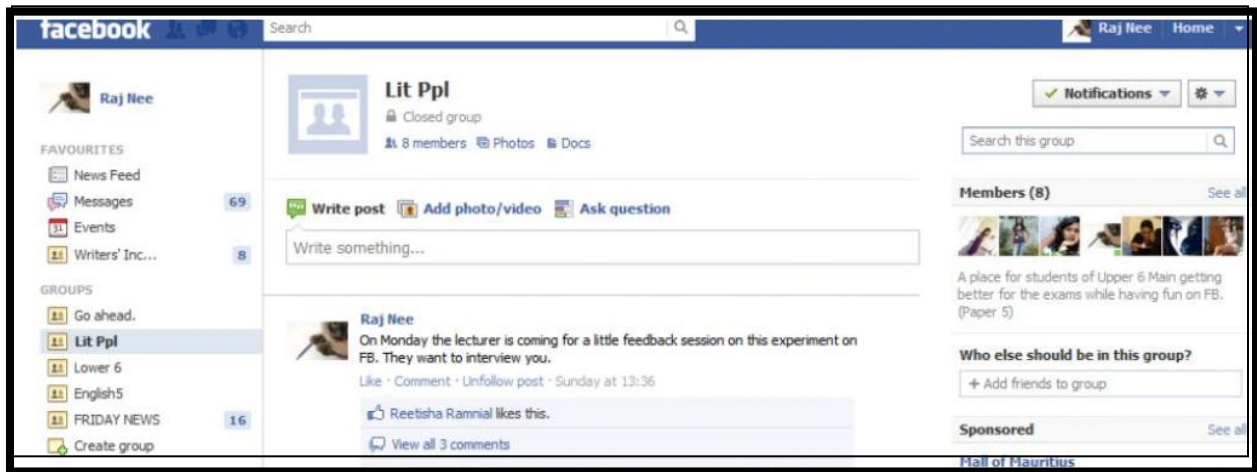 facebook
Search
Raj Nee
Home
Raj Nee
FAVOURITES
News Feed
Messages 69
31 Events
Writers' Inc... 8
GROUPS
Go ahead.
Lit Ppl
Lower 6
English5
FRIDAY NEWS 16
Create group
Lit Ppl
Closed group
8 members Photos Docs
Write post Add photo/video Ask question
Write something...
Raj Nee
On Monday the lecturer is coming for a little feedback session on this experiment on
FB. They want to interview you.
Like · Comment · Unfollow post · Sunday at 13:36
Reetisha Ramnial likes this.
View all 3 comments
Notifications
Search this group
Members (8) See all
A place for students of Upper 6 Main getting
better for the exams while having fun on FB.
(Paper 5)
Who else should be in this group?
+ Add friends to group
Sponsored See all
Mall of Mauritius